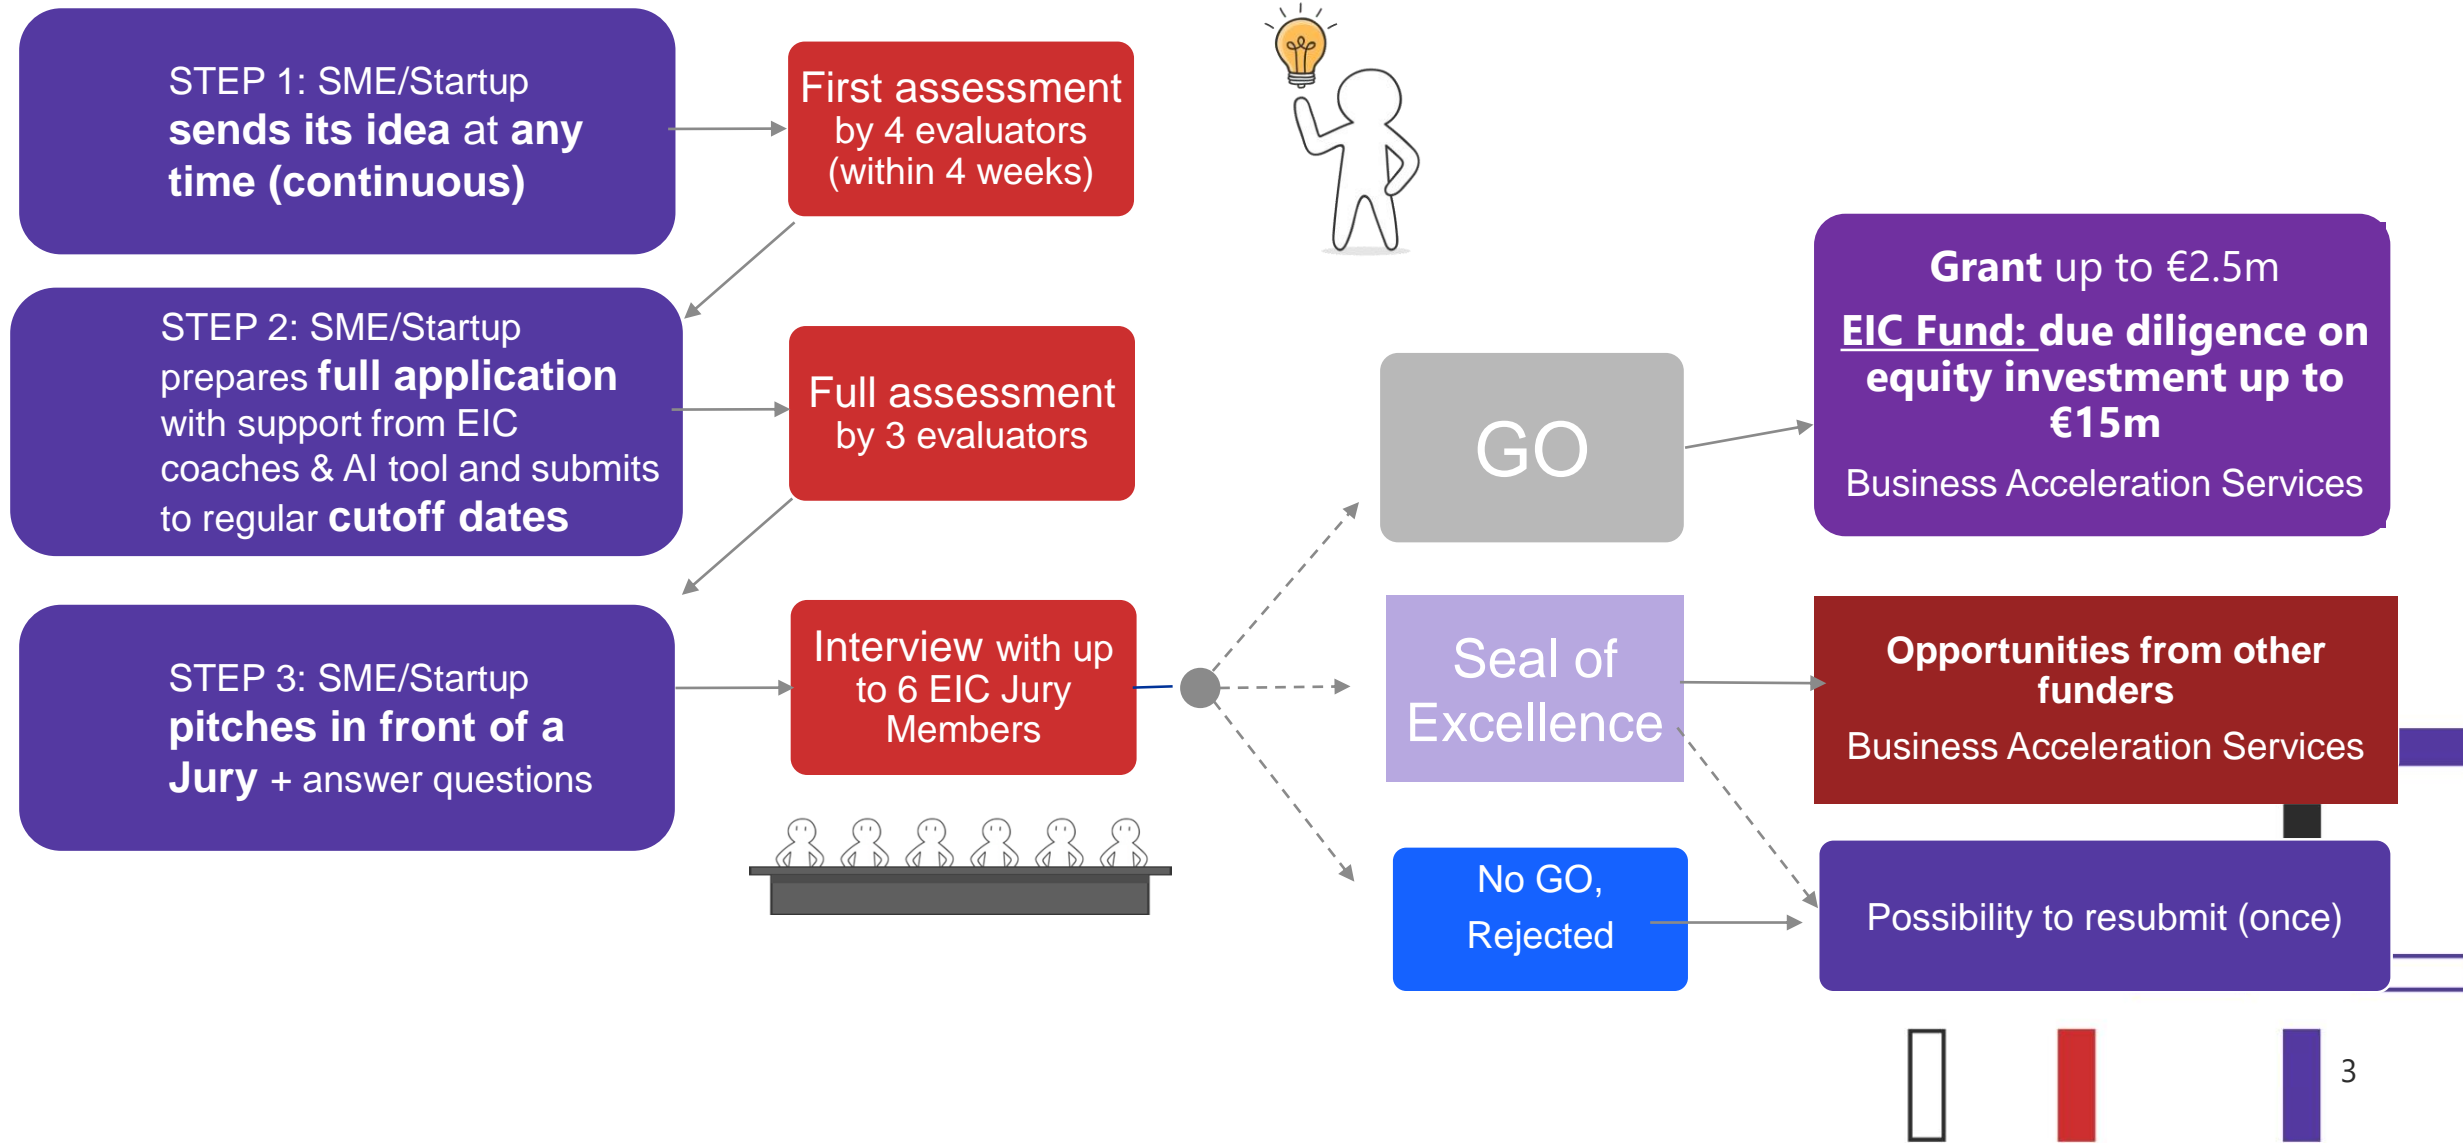 STEP 1: SME/Startup
sends its idea at any
time (continuous)
First assessment
by 4 evaluators
(within 4 weeks)
STEP 2: SME/Startup
prepares full application
with support from EIC
coaches & AI tool and submits
to regular cutoff dates
Full assessment
by 3 evaluators
STEP 3: SME/Startup
pitches in front of a
Jury + answer questions
Interview with up
to 6 EIC Jury
Members
GO
Grant up to €2.5m
EIC Fund: due diligence on
equity investment up to
€15m
Business Acceleration Services
Seal of
Excellence
Opportunities from other
funders
Business Acceleration Services
No GO,
Rejected
Possibility to resubmit (once)
3